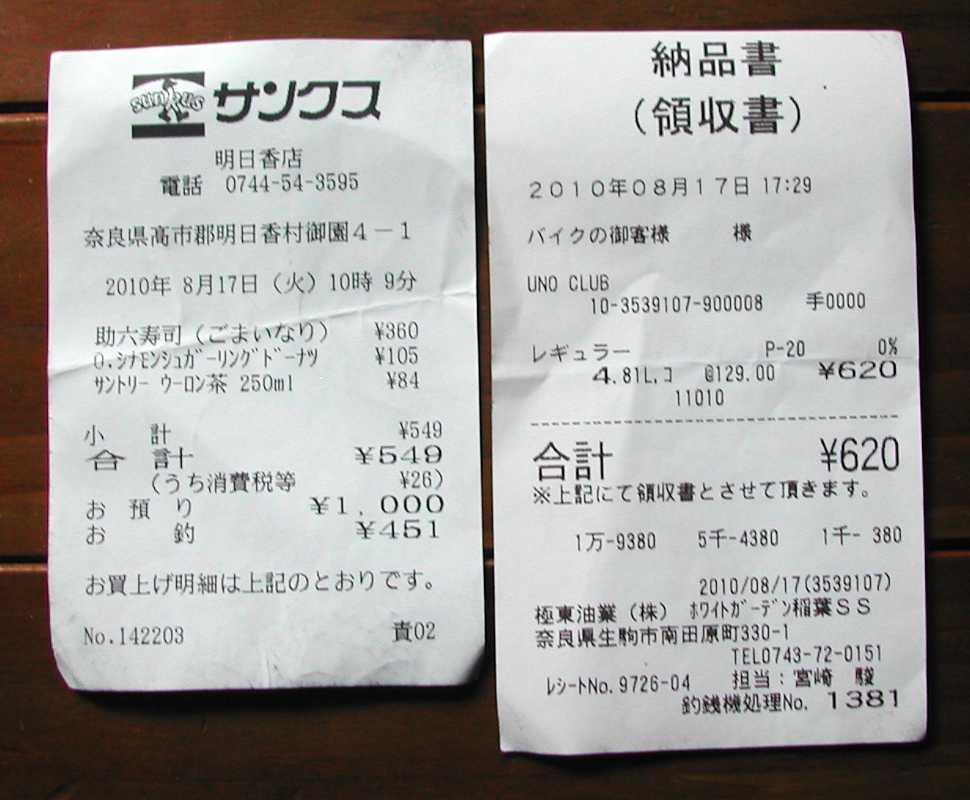 sunkus サンクス
明日香店
電話 0744-54-3595
奈良県高市郡明日香村御園4-1
2010年 8月17日(火)10時 9分
助六寿司(ごまいなり) ¥360
O.シナモンシュガーリングドーナツ ¥105
サントリー ウーロン茶 250ml ¥84
小 計 ¥549
合 計 ¥549
(うち消費税等 ¥26)
お 預 り ¥1,000
お 釣 ¥451
お買上げ明細は上記のとおりです。
No.142203 責02
納品書
(領収書)
2010年08月17日 17:29
バイクの御客様 様
UNO CLUB
10-3539107-900008 手0000
レギュラー P-20 0%
4.81L,コ @129.00 ¥620
11010
合計 ¥620
※上記にて領収書とさせて頂きます。
1万-9380 5千-4380 1千- 380
2010/08/17(3539107)
極東油業(株) ホワイトガーデン稲葉SS
奈良県生駒市南田原町330-1
TEL0743-72-0151
レシートNo.9726-04 担当:宮崎 駿
釣銭機処理No. 1381